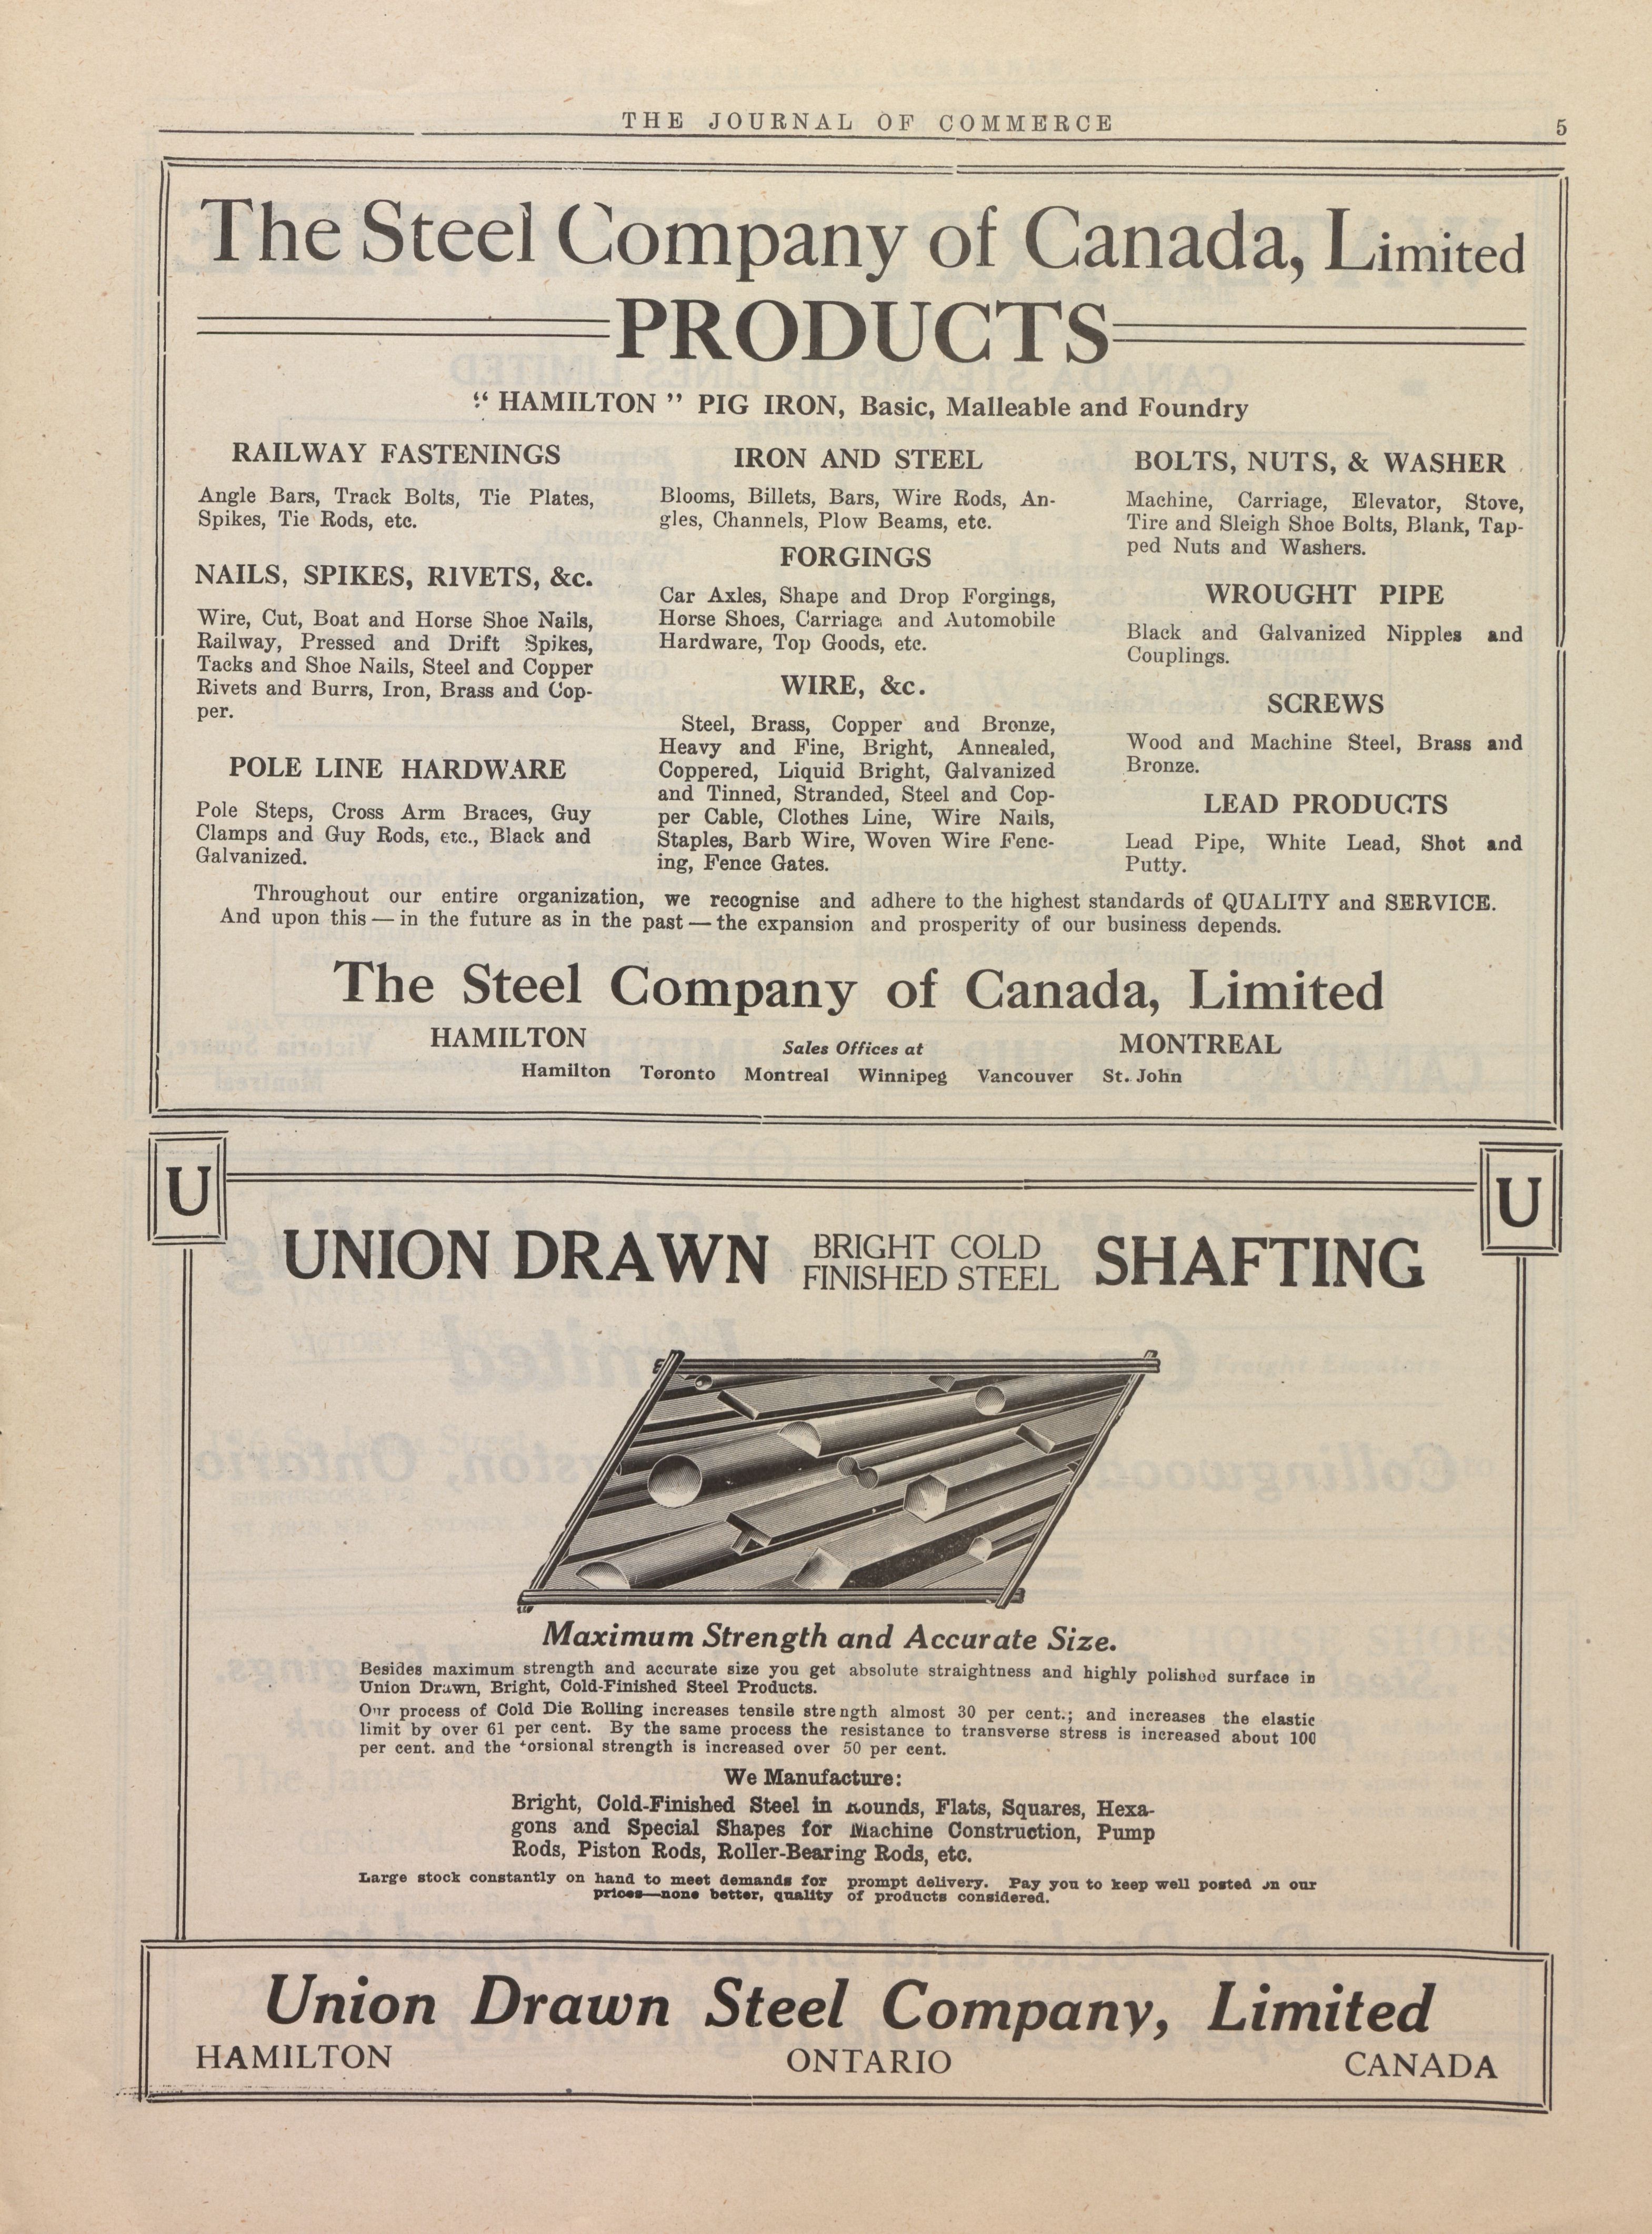 THE JOURNAL OF COMMERCE
5
The Steel Company of Canada, Limited
PRODUCTS
“ HAMILTON ” PIG IRON, Basic, Malleable and Foundry
RAILWAY FASTENINGS
Angle Bars, Track Bolts, Tie Plates,
Spikes, Tie Rods, etc.
NAILS, SPIKES, RIVETS, &c.
Wire, Cut, Boat and Horse Shoe Nails,
Railway, Pressed and Drift Spikes,
Tacks and Shoe Nails, Steel and Copper
Rivets and Burrs, Iron, Brass and Cop-
per.
POLE LINE HARDWARE
Pole Steps, Cross Arm Braces, Guy
Clamps and Guy Rods, etc., Black and
Galvanized.
IRON AND STEEL
Blooms, Billets, Bars, Wire Rods, An-
gles, Channels, Plow Beams, etc.
FORGINGS
Car Axles, Shape and Drop Forgings,
Horse Shoes, Carriage and Automobile
Hardware, Top Goods, etc.
WIRE, &c.
Steel, Brass, Copper and Bronze,
Heavy and Fine, Bright, Annealed,
Coppered, Liquid Bright, Galvanized
and Tinned, Stranded, Steel and Cop-
per Cable, Clothes Line, Wire Nails,
Staples, Barb Wire, Woven Wire Fenc-
ing, Fence Gates.
BOLTS, NUTS, & WASHER
Machine, Carriage, Elevator, Stove,
Tire and Sleigh Shoe Bolts, Blank, Tap-
ped Nuts and Washers.
WROUGHT PIPE
Black and Galvanized Nipples and
Couplings.
SCREWS
Wood and Machine Steel, Brass and
Bronze.
LEAD PRODUCTS
Lead Pipe, White Lead, Shot and
Putty.
Throughout our entire organization, we recognise and adhere to the highest standards of QUALITY and SERVICE.
And upon this — in the future as in the past — the expansion and prosperity of our business depends.
The Steel Company of Canada, Limited
HAMILTON
Sales Offices at
MONTREAL
Hamilton Toronto Montreal Winnipeg Vancouver St. John
U
U
UNION DRAWN BRIGHT COLD FINISHED STEEL SHAFTING
Maximum Strength and Accurate Size.
Besides maximum strength and accurate size you get absolute straightness and highly polished surface in
Union Drawn, Bright, Cold-Finished Steel Products.
Our process of Cold Die Rolling increases tensile strength almost 30 per cent.; and increases the elastic
limit by over 61 per cent. By the same process the resistance to transverse stress is increased about 100
per cent. and the torsional strength is increased over 50 per cent.
We Manufacture:
Bright, Cold-Finished Steel in Rounds, Flats, Squares, Hexa-
gons and Special Shapes for Machine Construction, Pump
Rods, Piston Rods, Roller-Bearing Rods, etc.
Large stock constantly on hand to meet demands for prompt delivery. Pay you to keep well posted on our
prices—none better, quality of products considered.
Union Drawn Steel Company, Limited
HAMILTON
ONTARIO
CANADA